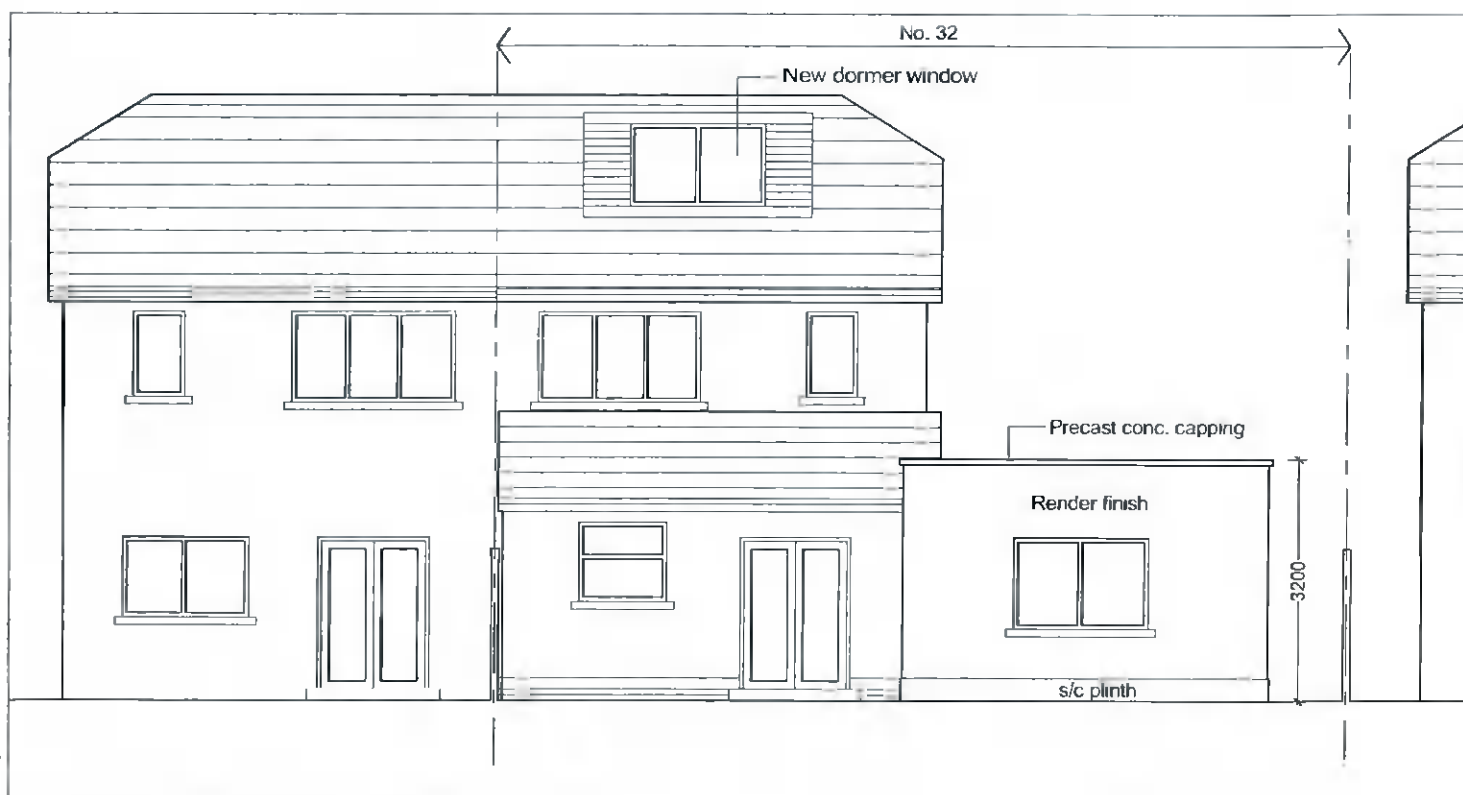 No. 32
New dormer window
Precast conc. capping
Render finish
3200
s/c plinth